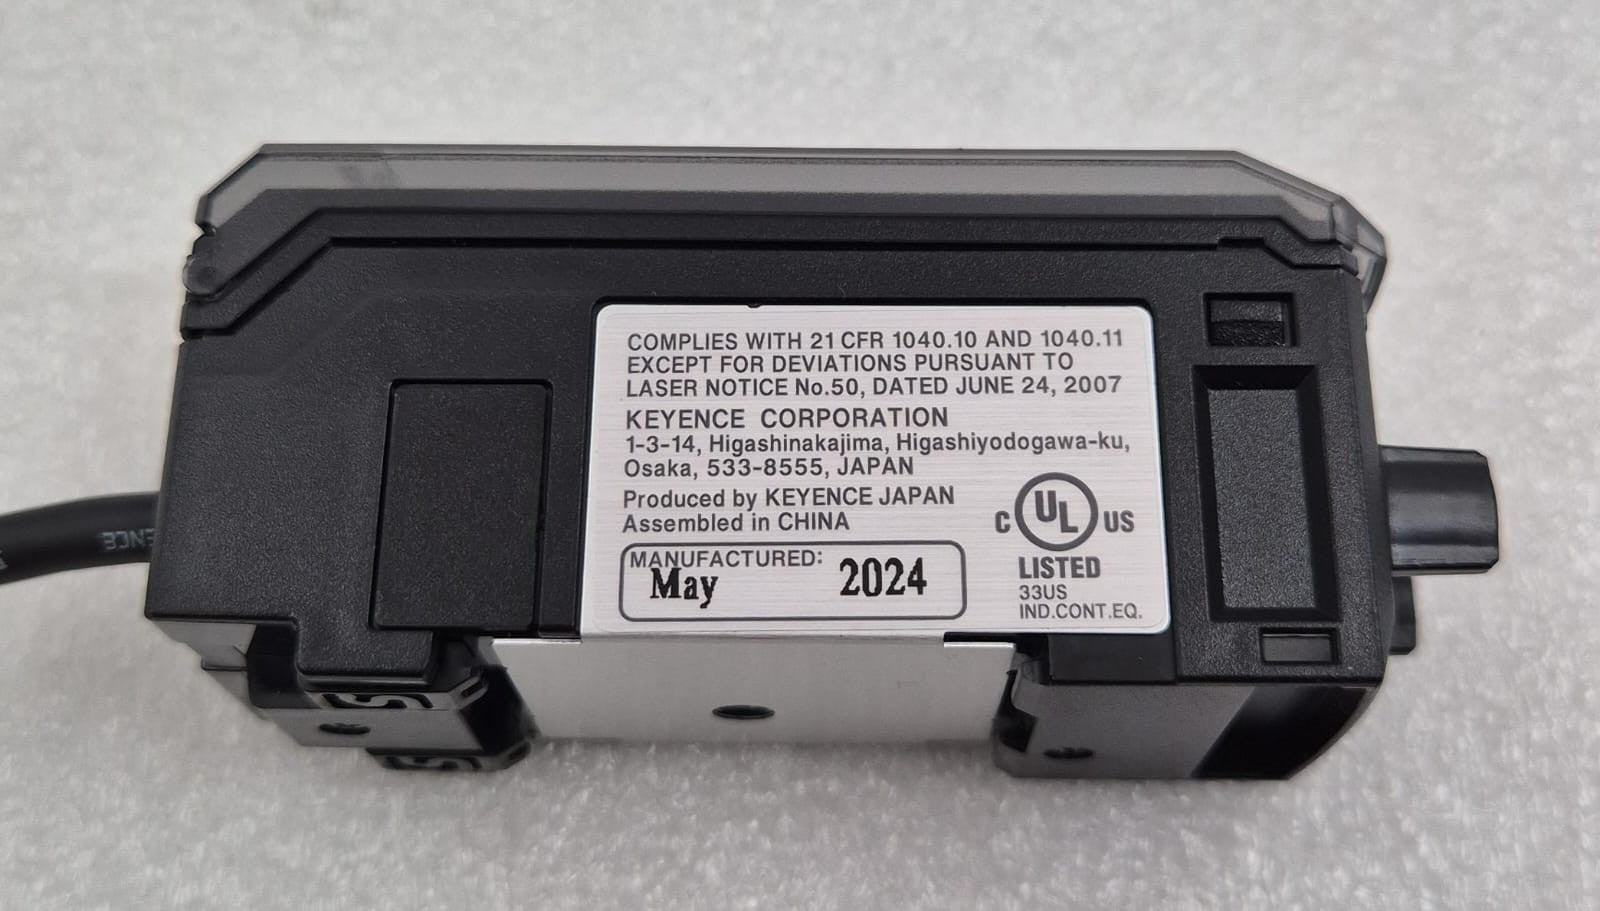 COMPLIES WITH 21 CFR 1040.10 AND 1040.11
EXCEPT FOR DEVIATIONS PURSUANT TO
LASER NOTICE No.50, DATED JUNE 24, 2007
KEYENCE CORPORATION
1-3-14, Higashinakajima, Higashiyodogawa-ku,
Osaka, 533-8555, JAPAN
Produced by KEYENCE JAPAN
Assembled in CHINA
MANUFACTURED:
May 2024
C UL US
LISTED
33US
IND.CONT.EQ.